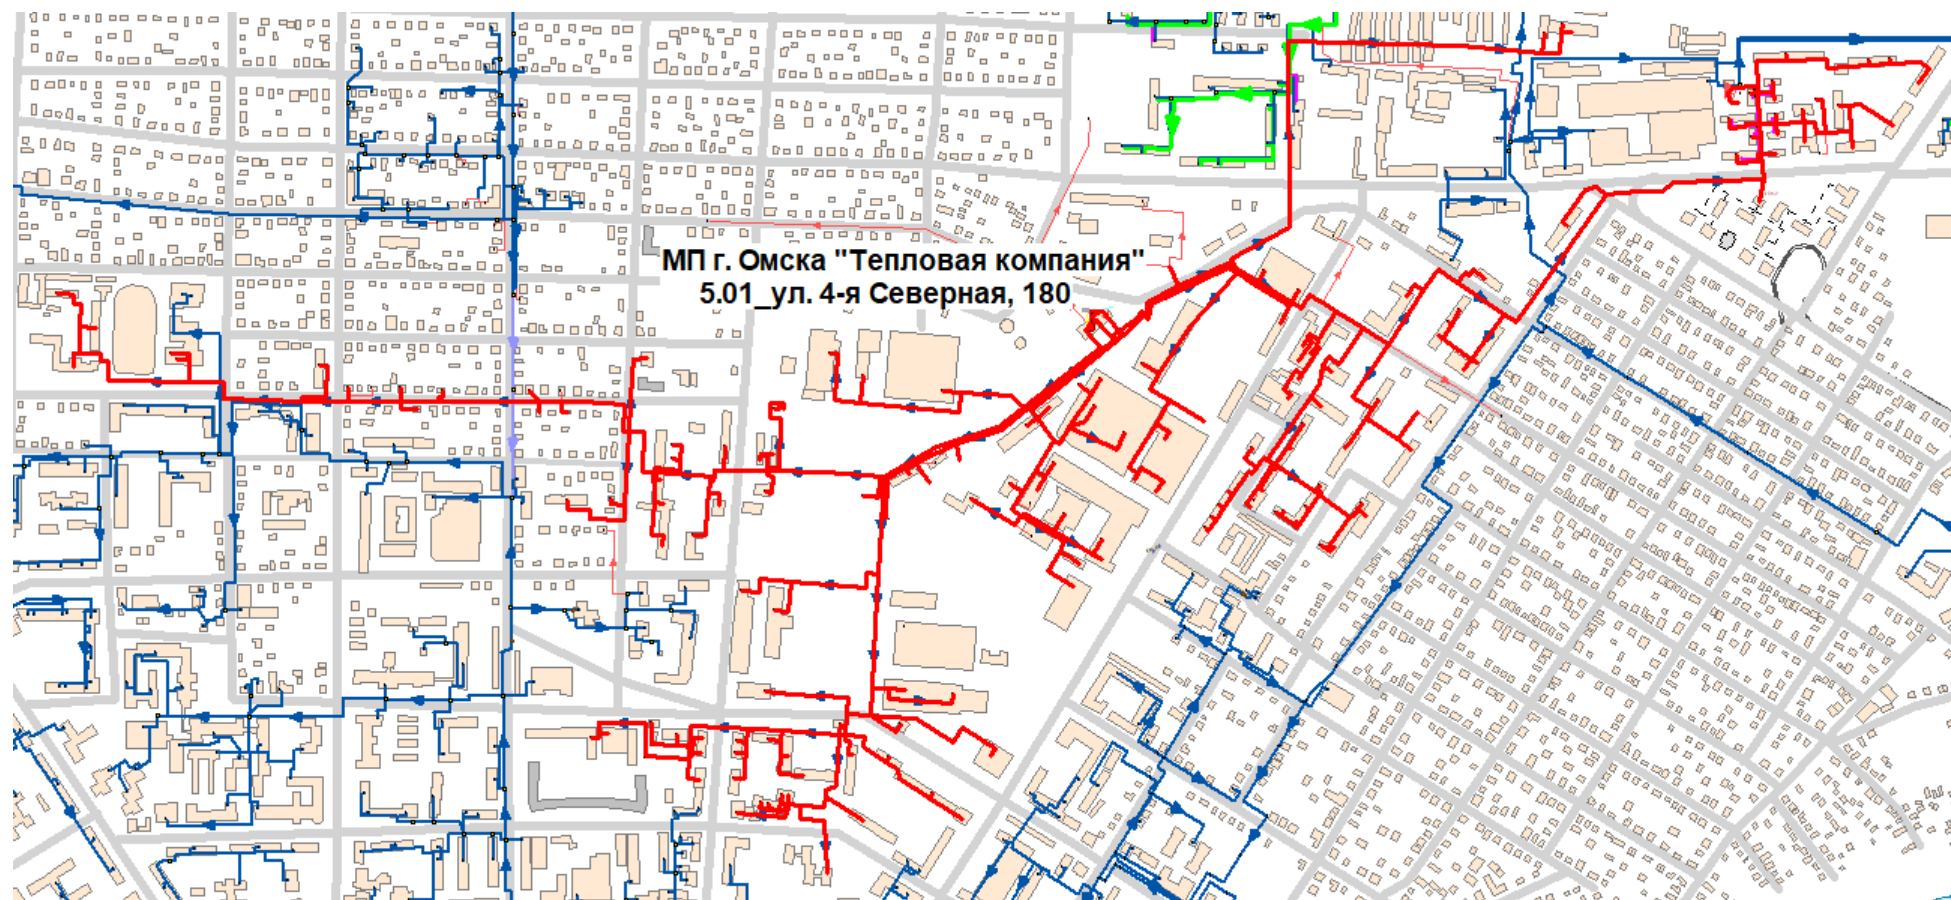 МП г. Омска "Тепловая компания"
5.01_ул. 4-я Северная, 180